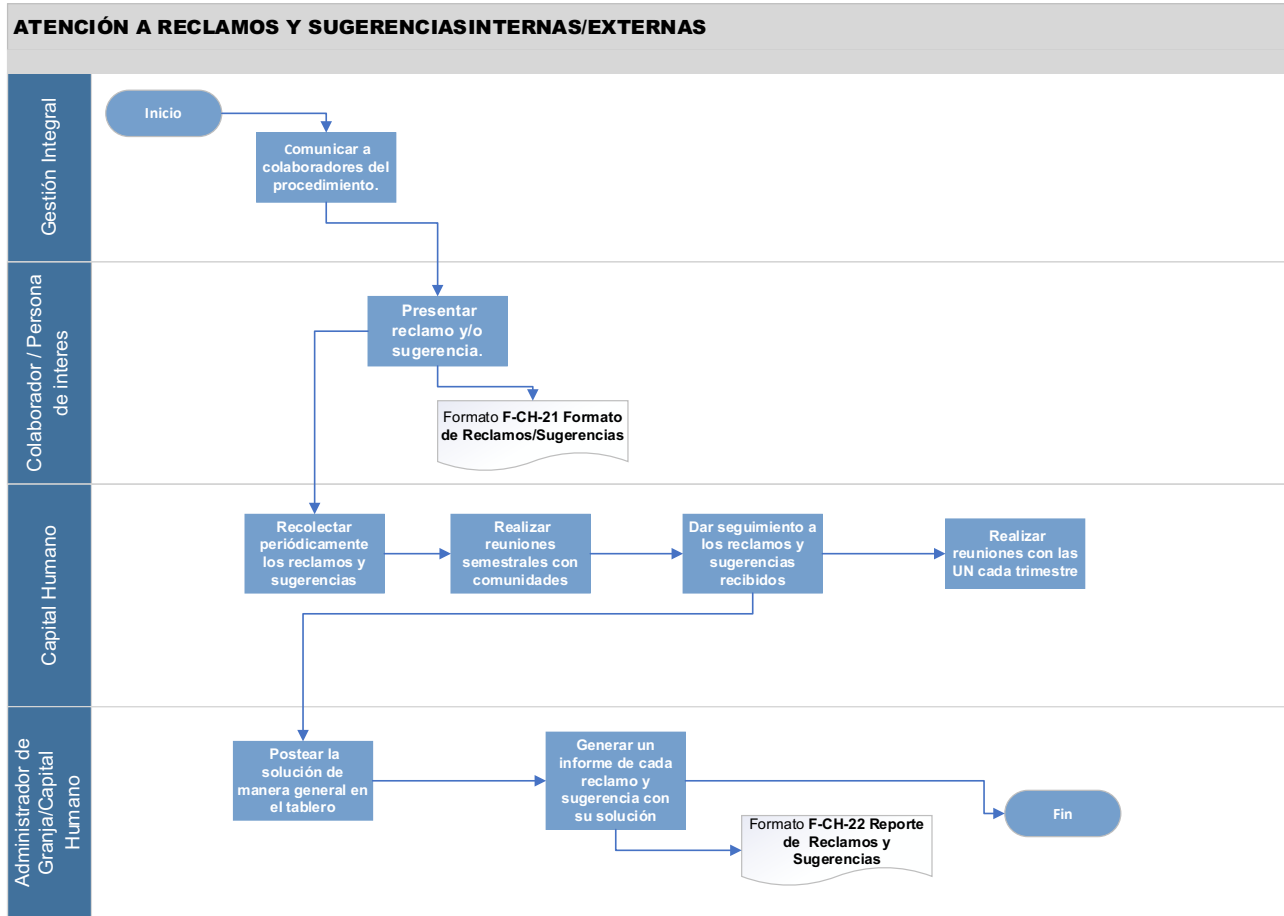 ATENCIÓN A RECLAMOS Y SUGERENCIASINTERNAS/EXTERNAS
Gestión Integral
Inicio
Comunicar a
colaboradores del
procedimiento.
Colaborador / Persona
de interes
Presentar
reclamo y/o
sugerencia.
Formato F-CH-21 Formato
de Reclamos/Sugerencias
Capital Humano
Recolectar
periódicamente
los reclamos y
sugerencias
Realizar
reuniones
semestrales con
comunidades
Dar seguimiento a
los reclamos y
sugerencias
recibidos
Realizar
reuniones con las
UN cada trimestre
Administrador de
Granja/Capital
Humano
Postear la
solución de
manera general en
el tablero
Generar un
informe de cada
reclamo y
sugerencia con
su solución
Formato F-CH-22 Reporte
de Reclamos y
Sugerencias
Fin